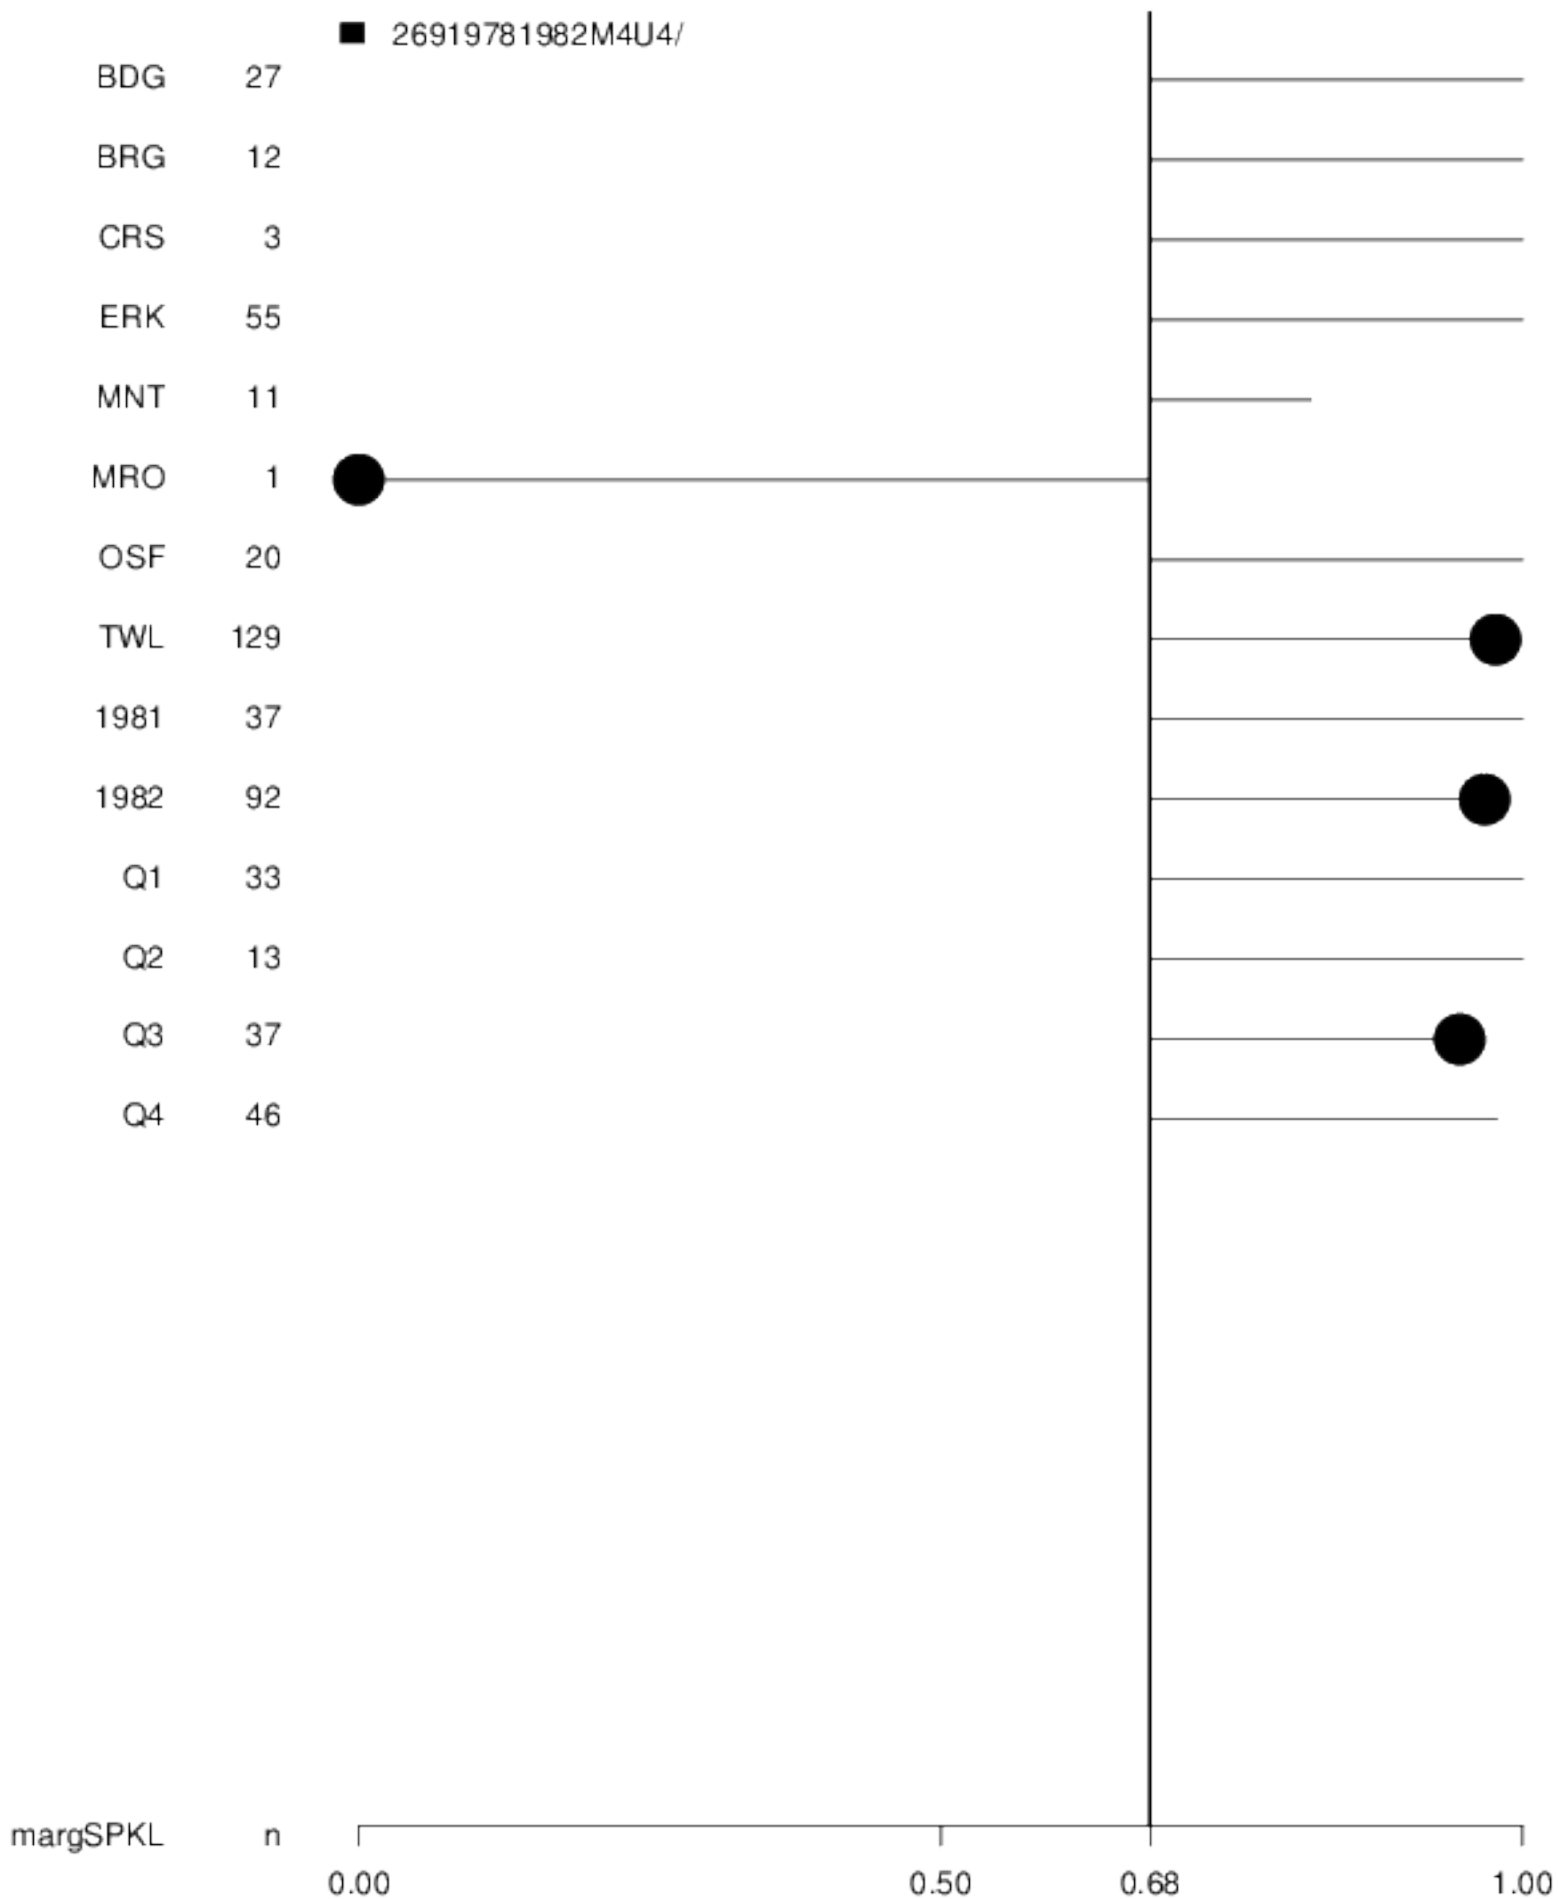 26919781982M4U4/
BDG 27
BRG 12
CRS 3
ERK 55
MNT 11
MRO 1
OSF 20
TWL 129
1981 37
1982 92
Q1 33
Q2 13
Q3 37
Q4 46
margSPKL n
0.00 0.50 0.68 1.00